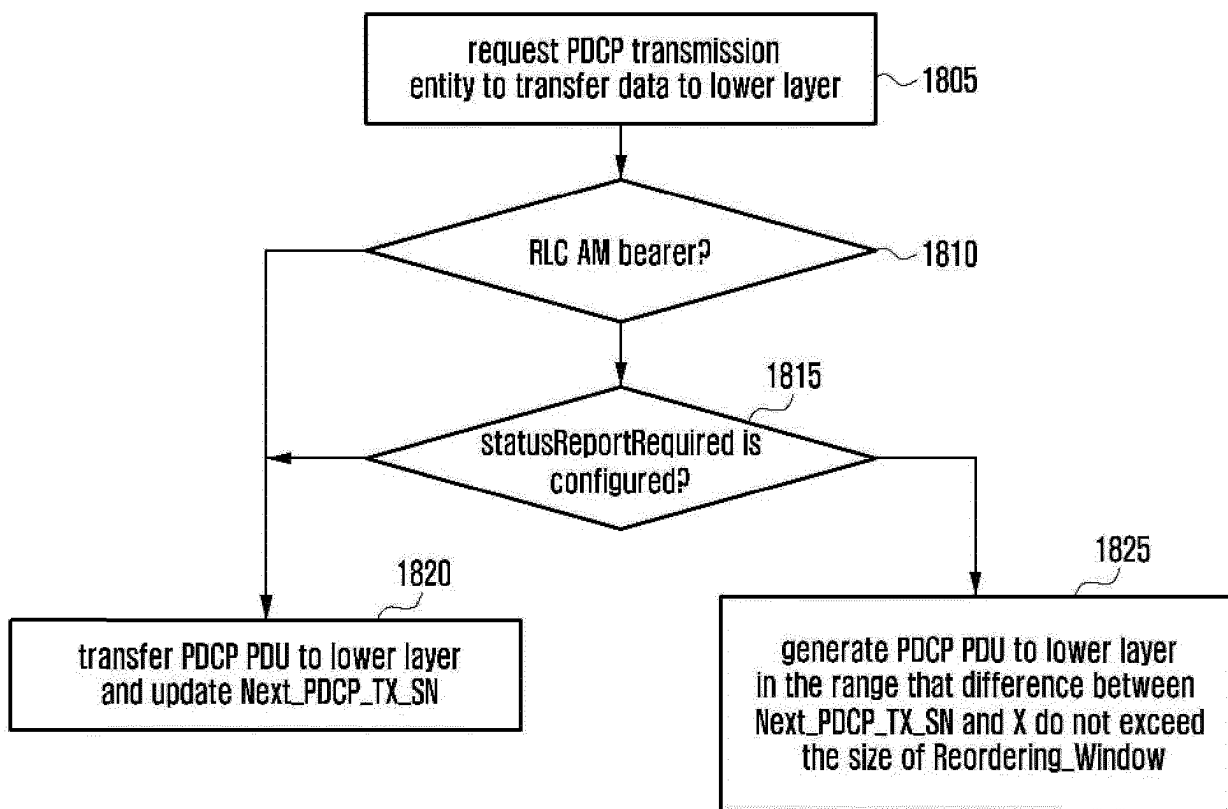 request PDCP transmission
entity to transfer data to lower layer
1805
RLC AM bearer?
1810
1815
statusReportRequired is
configured?
1820
transfer PDCP PDU to lower layer
and update Next_PDCP_TX_SN
1825
generate PDCP PDU to lower layer
in the range that difference between
Next_PDCP_TX_SN and X do not exceed
the size of Reordering_Window